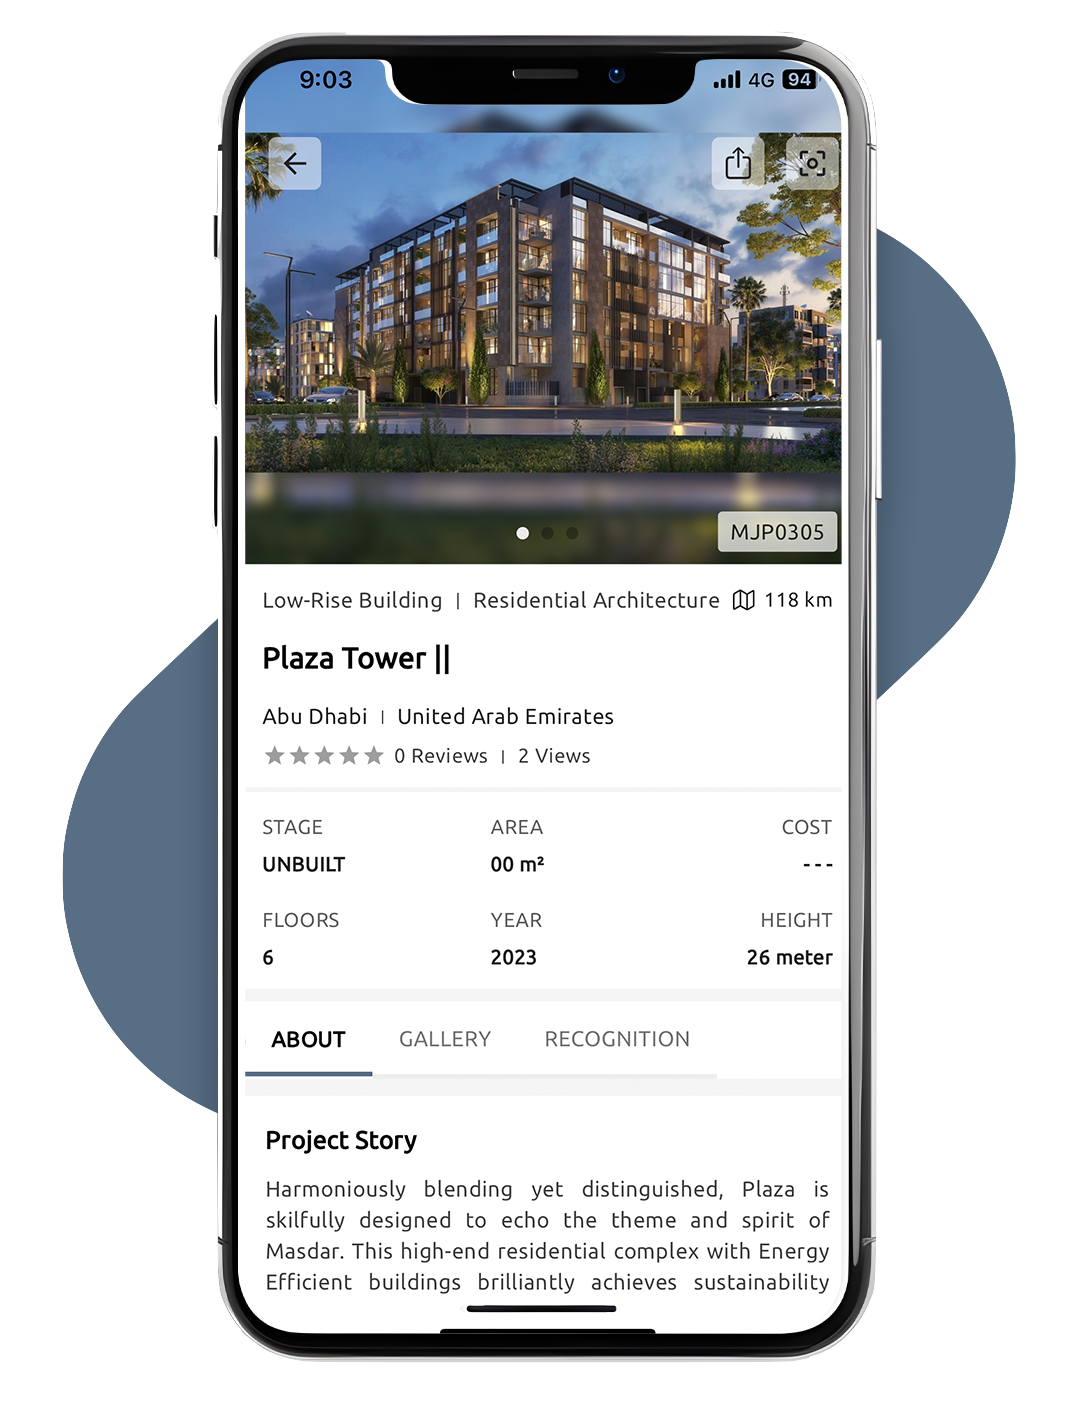 9:03 4G 94
MJP0305
Low-Rise Building | Residential Architecture 118 km
Plaza Tower ||
Abu Dhabi | United Arab Emirates
0 Reviews | 2 Views
STAGE AREA COST
UNBUILT 00 m² ---
FLOORS YEAR HEIGHT
6 2023 26 meter
ABOUT GALLERY RECOGNITION
Project Story
Harmoniously blending yet distinguished, Plaza is
skilfully designed to echo the theme and spirit of
Masdar. This high-end residential complex with Energy
Efficient buildings brilliantly achieves sustainability